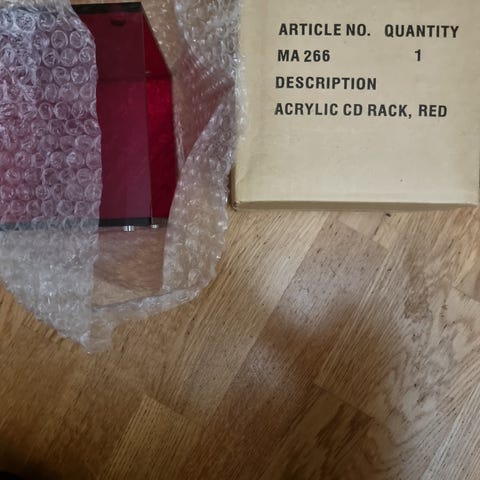 ARTICLE NO. QUANTITY
MA 266 1
DESCRIPTION
ACRYLIC CD RACK, RED